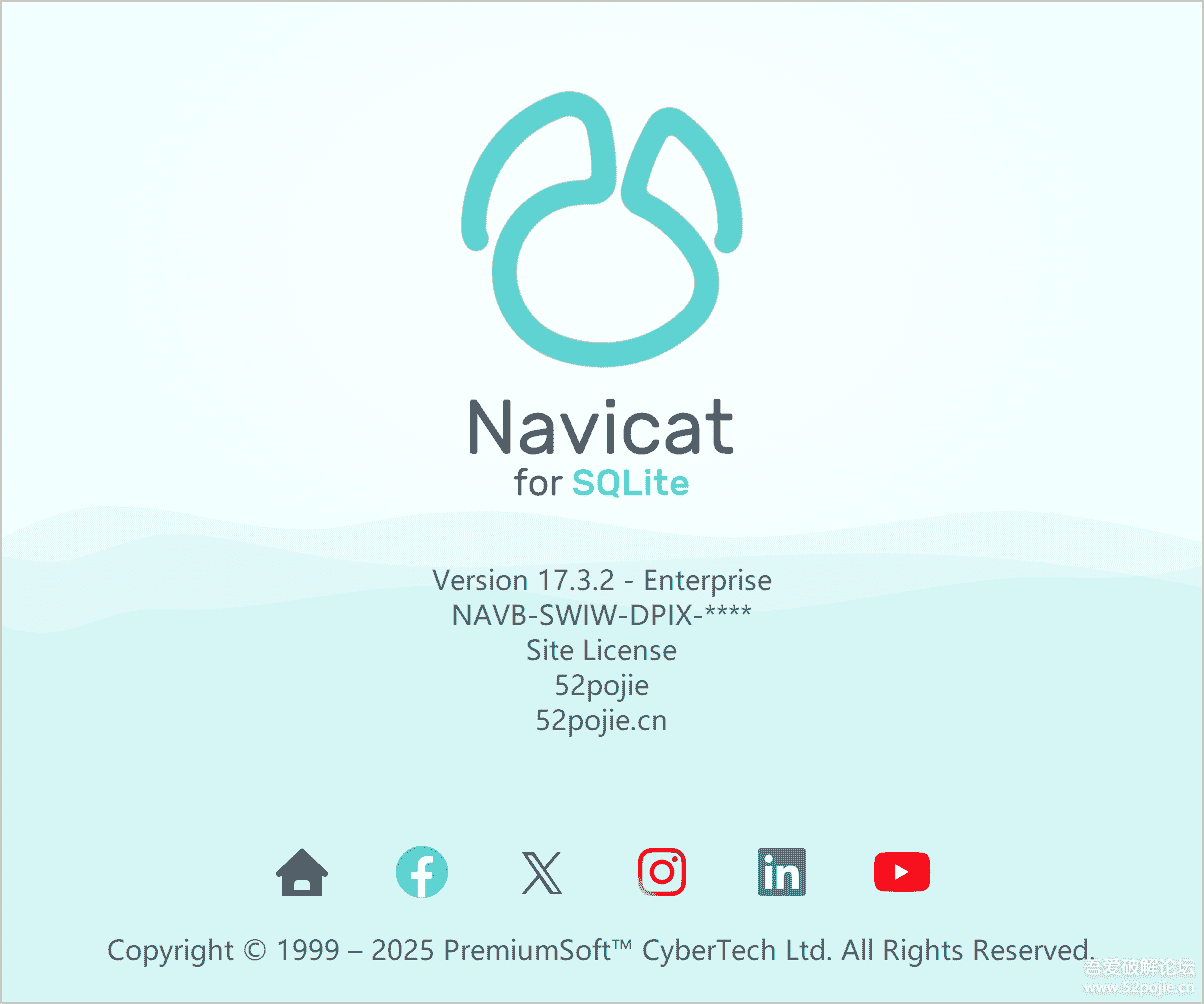 Navicat
for SQLite
Version 17.3.2 - Enterprise
NAVB-SWIW-DPIX-****
Site License
52pojie
52pojie.cn
Copyright © 1999 – 2025 PremiumSoft™ CyberTech Ltd. All Rights Reserved.
吾爱破解论坛
www.52pojie.cn